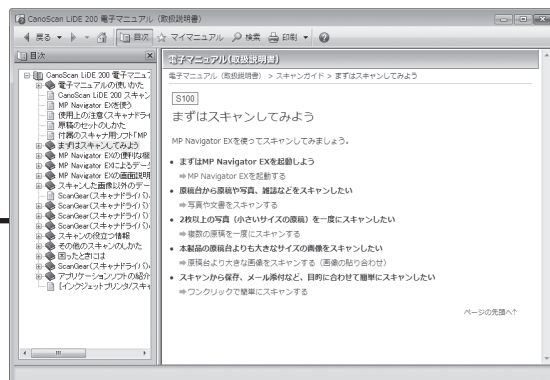 CanoScan LiDE 200 電子マニュアル (取扱説明書)
戻る 目次 マイマニュアル 検索 印刷
目次
CanoScan LiDE 200 電子マニュアル
電子マニュアルの使いかた
CanoScan LiDE 200 スキャン
MP Navigator EXを使う
使用上の注意(スキャナドライ
原稿のセットのしかた
付属のスキャナ用ソフト「MP
まずはスキャンしてみよう
MP Navigator EXの便利な機
MP Navigator EXによるデー
MP Navigator EXの画面説明
スキャンした画像以外のデー
ScanGear(スキャナドライバ)
ScanGear(スキャナドライバ)
ScanGear(スキャナドライバ)
ScanGear(スキャナドライバ)
スキャンの役立つ情報
その他のスキャンのしかた
困ったときには
ScanGear(スキャナドライバ)
アプリケーションソフトの紹介
[インクジェットプリンタ/スキャ
電子マニュアル(取扱説明書)
電子マニュアル (取扱説明書) > スキャンガイド > まずはスキャンしてみよう
S100
まずはスキャンしてみよう
MP Navigator EXを使ってスキャンしてみましょう。
• まずはMP Navigator EXを起動しよう
⇒MP Navigator EXを起動する
• 原稿台から原稿や写真、雑誌などをスキャンしたい
⇒写真や文書をスキャンする
• 2枚以上の写真(小さいサイズの原稿)を一度にスキャンしたい
⇒複数の原稿を一度にスキャンする
• 本製品の原稿台よりも大きなサイズの画像をスキャンしたい
⇒原稿台より大きな画像をスキャンする(画像の貼り合わせ)
• スキャンから保存、メール添付など、目的に合わせて簡単にスキャンしたい
⇒ワンクリックで簡単にスキャンする
ページの先頭へ↑